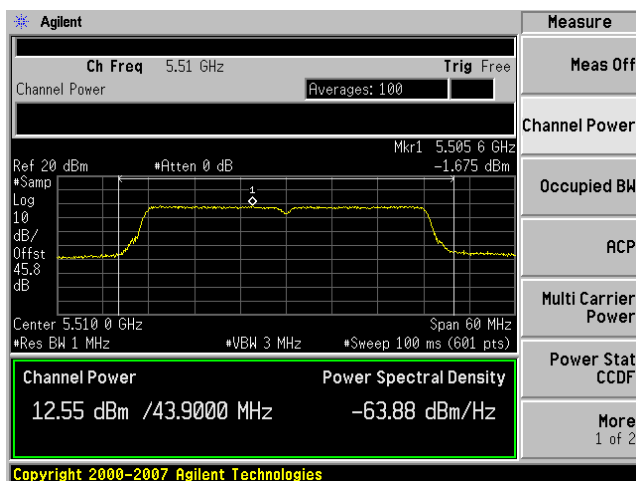 Agilent
Measure
Ch Freq 5.51 GHz Trig Free
Channel Power Averages: 100
Meas Off
Channel Power
Occupied BW
ACP
Multi Carrier
Power
Power Stat
CCDF
More
1 of 2
Mkr1 5.505 6 GHz
Ref 20 dBm #Atten 0 dB -1.675 dBm
#Samp
Log
10
dB/
Offst
45.8
dB
1
Center 5.510 0 GHz Span 60 MHz
#Res BW 1 MHz #VBW 3 MHz #Sweep 100 ms (601 pts)
Channel Power Power Spectral Density
12.55 dBm /43.9000 MHz -63.88 dBm/Hz
Copyright 2000-2007 Agilent Technologies